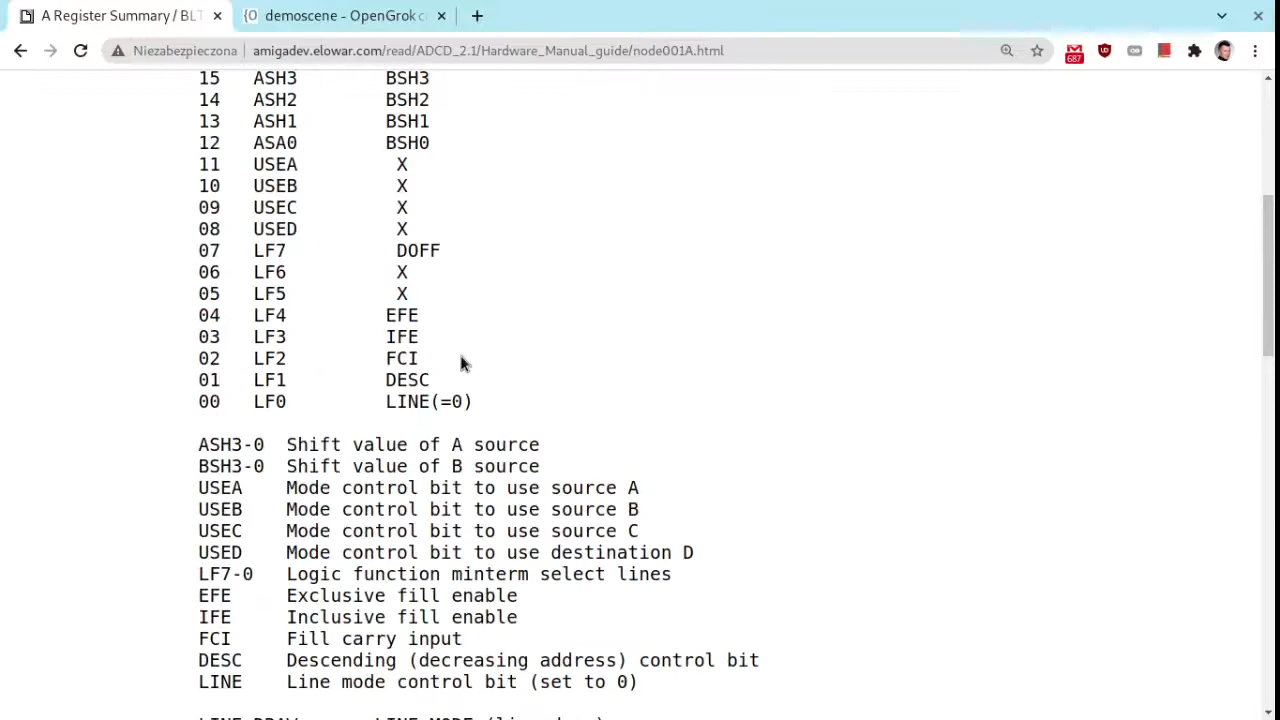 A Register Summary / BLT
demoscene - OpenGrok c
Niezabezpieczona
amigadev.elowar.com/read/ADCD_2.1/Hardware_Manual_guide/node001A.html
687
15 ASH3 BSH3
14 ASH2 BSH2
13 ASH1 BSH1
12 ASA0 BSH0
11 USEA X
10 USEB X
09 USEC X
08 USED X
07 LF7 DOFF
06 LF6 X
05 LF5 X
04 LF4 EFE
03 LF3 IFE
02 LF2 FCI
01 LF1 DESC
00 LF0 LINE(=0)
ASH3-0 Shift value of A source
BSH3-0 Shift value of B source
USEA Mode control bit to use source A
USEB Mode control bit to use source B
USEC Mode control bit to use source C
USED Mode control bit to use destination D
LF7-0 Logic function minterm select lines
EFE Exclusive fill enable
IFE Inclusive fill enable
FCI Fill carry input
DESC Descending (decreasing address) control bit
LINE Line mode control bit (set to 0)